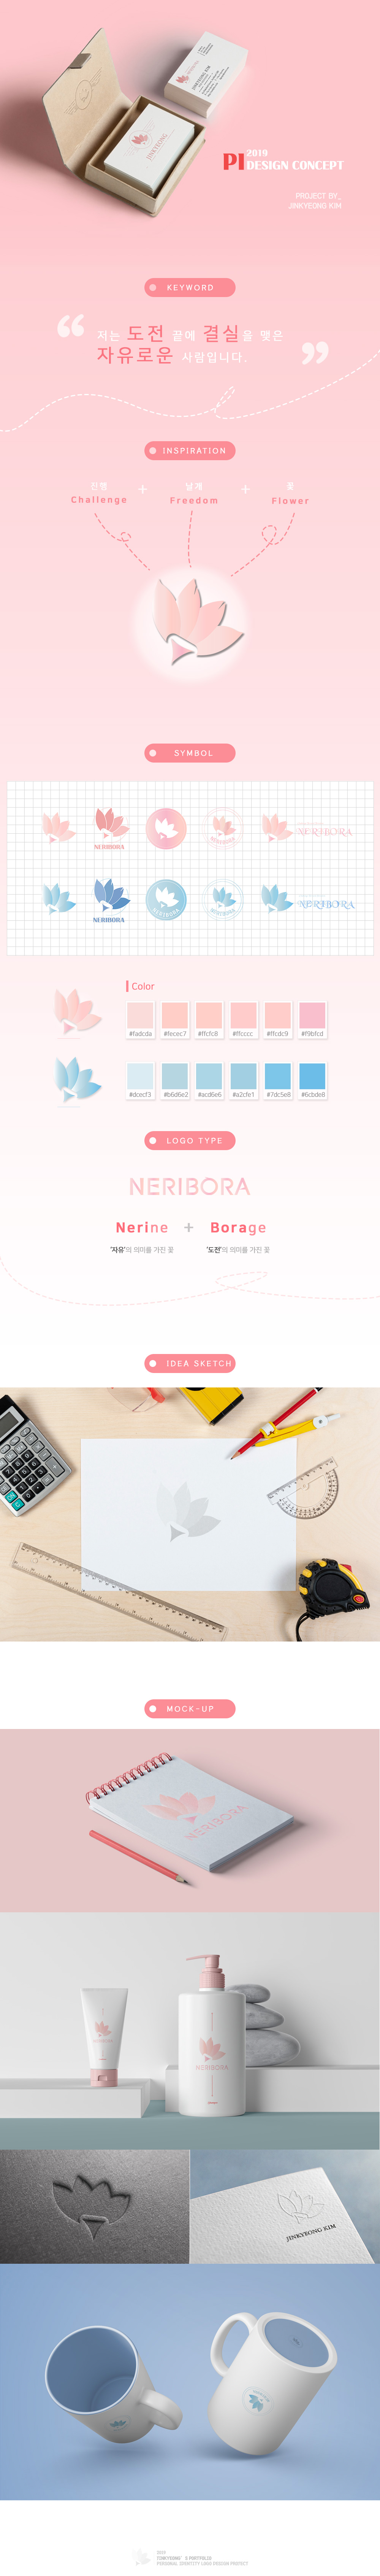 PI 2019
DESIGN CONCEPT
PROJECT BY_
JINKYEONG KIM
KEYWORD
저는 도전 끝에 결실을 맺은
자유로운 사람입니다.
INSPIRATION
진행 + 날개 + 꽃
Challenge Freedom Flower
SYMBOL
NERIBORA
NERIBORA
NERIBORA
NERIBORA
NERIBORA
NERIBORA
NERIBORA
NERIBORA
Color
#fadcda #fecec7 #ffcfc8 #ffcccc #ffcdc9 #f9bfcd
#dcecf3 #b6d6e2 #acd6e6 #a2cfe1 #7dc5e8 #6cbde8
LOGO TYPE
NERIBORA
Nerine + Borage
'자유'의 의미를 가진 꽃 '도전'의 의미를 가진 꽃
IDEA SKETCH
MOCK-UP
NERIBORA
NERIBORA
JINKYEONG KIM
2019
PERSONAL IDENTITY LOGO DESIGN PROJECT